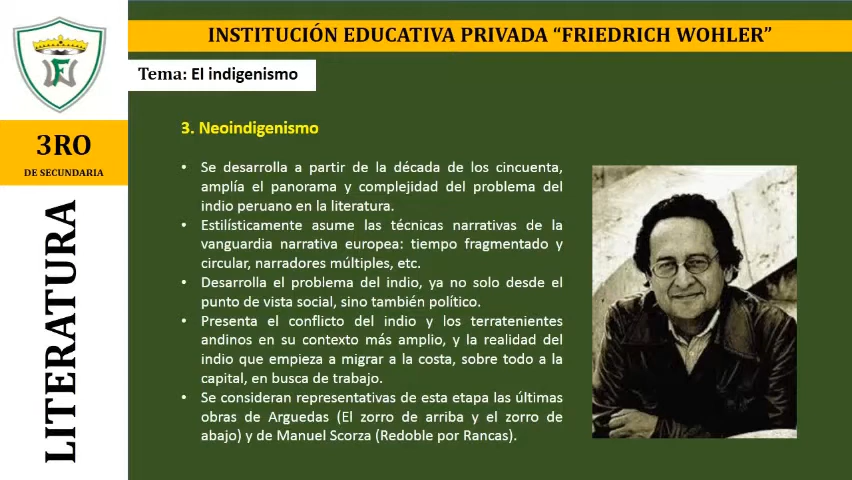 INSTITUCIÓN EDUCATIVA PRIVADA “FRIEDRICH WOHLER”
Tema: El indigenismo
3RO
DE SECUNDARIA
LITERATURA
3. Neoindigenismo
• Se desarrolla a partir de la década de los cincuenta,
amplía el panorama y complejidad del problema del
indio peruano en la literatura.
• Estilísticamente asume las técnicas narrativas de la
vanguardia narrativa europea: tiempo fragmentado y
circular, narradores múltiples, etc.
• Desarrolla el problema del indio, ya no solo desde el
punto de vista social, sino también político.
• Presenta el conflicto del indio y los terratenientes
andinos en su contexto más amplio, y la realidad del
indio que empieza a migrar a la costa, sobre todo a la
capital, en busca de trabajo.
• Se consideran representativas de esta etapa las últimas
obras de Arguedas (El zorro de arriba y el zorro de
abajo) y de Manuel Scorza (Redoble por Rancas).